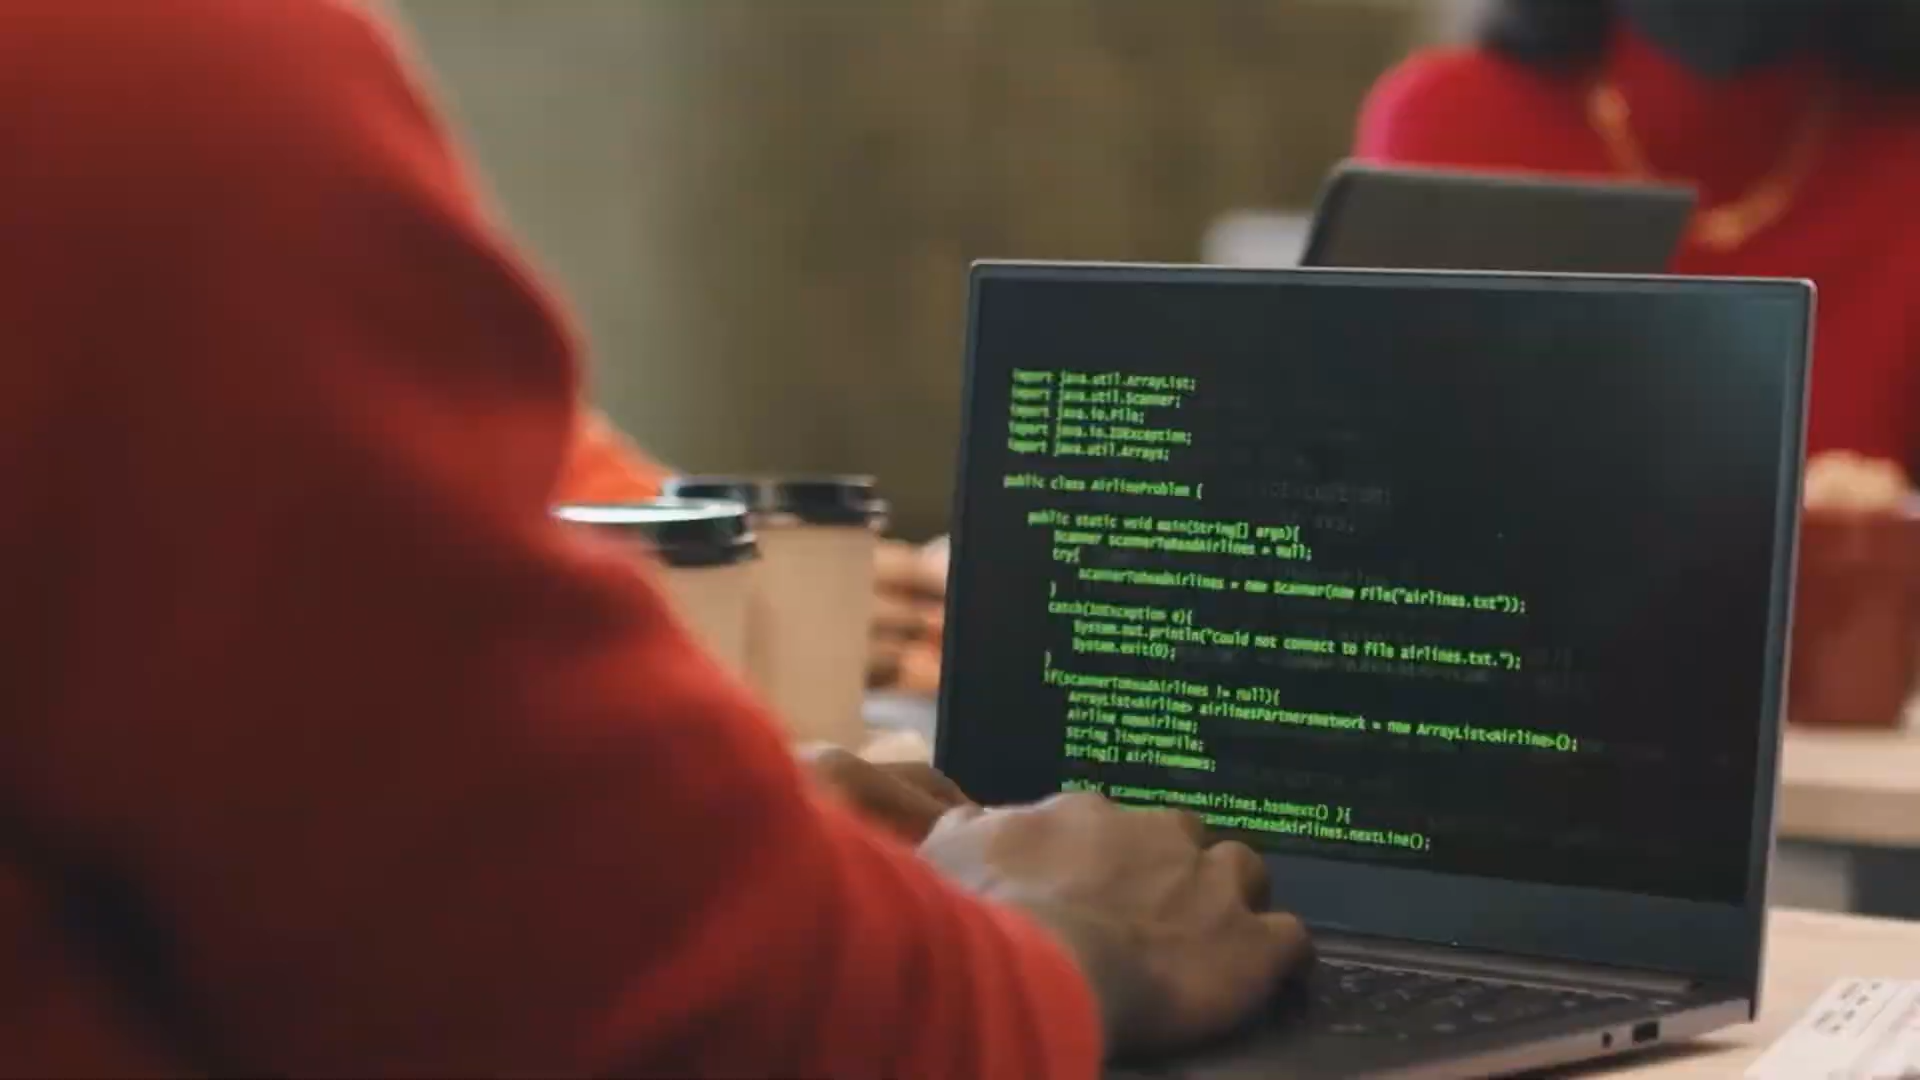 import java.util.ArrayList;
import java.util.Scanner;
import java.io.File;
import java.io.IOException;
import java.util.Arrays;
public class AirlineProblem {
public static void main(String[] args){
Scanner scannerToReadAirlines = null;
try{
scannerToReadAirlines = new Scanner(new File("airlines.txt"));
}
catch(IOException e){
System.out.println("Could not connect to file airlines.txt.");
System.exit(0);
}
if(scannerToReadAirlines != null){
ArrayList<Airline> airlinesPartnersNetwork = new ArrayList<Airline>();
Airline newAirline;
String lineFromFile;
String[] airlineNames;
while( scannerToReadAirlines.hasNext() ){
scannerToReadAirlines.nextLine();